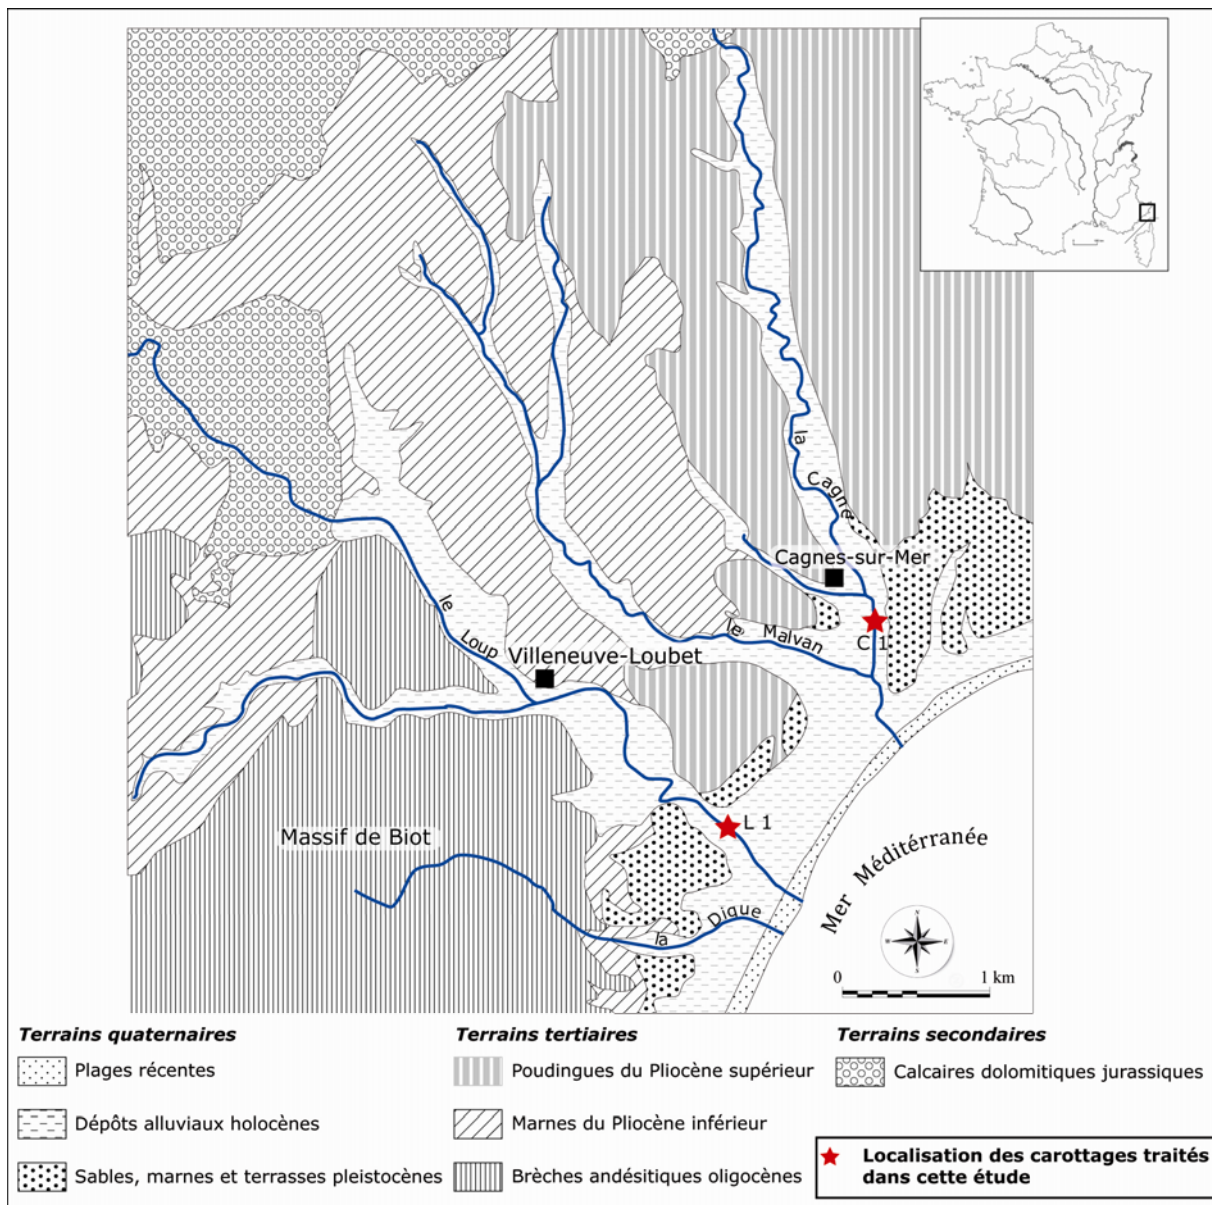 la Cagne
Cagnes-sur-Mer
le Malvan
C 1
le Loup
Villeneuve-Loubet
L 1
Massif de Biot
la Dique
Mer Méditérranée
N
W
E
S
0
1 km
Terrains quaternaires
Plages récentes
Dépôts alluviaux holocènes
Sables, marnes et terrasses pleistocènes
Terrains tertiaires
Poudingues du Pliocène supérieur
Marnes du Pliocène inférieur
Brèches andésitiques oligocènes
Terrains secondaires
Calcaires dolomitiques jurassiques
Localisation des carottages traités
dans cette étude